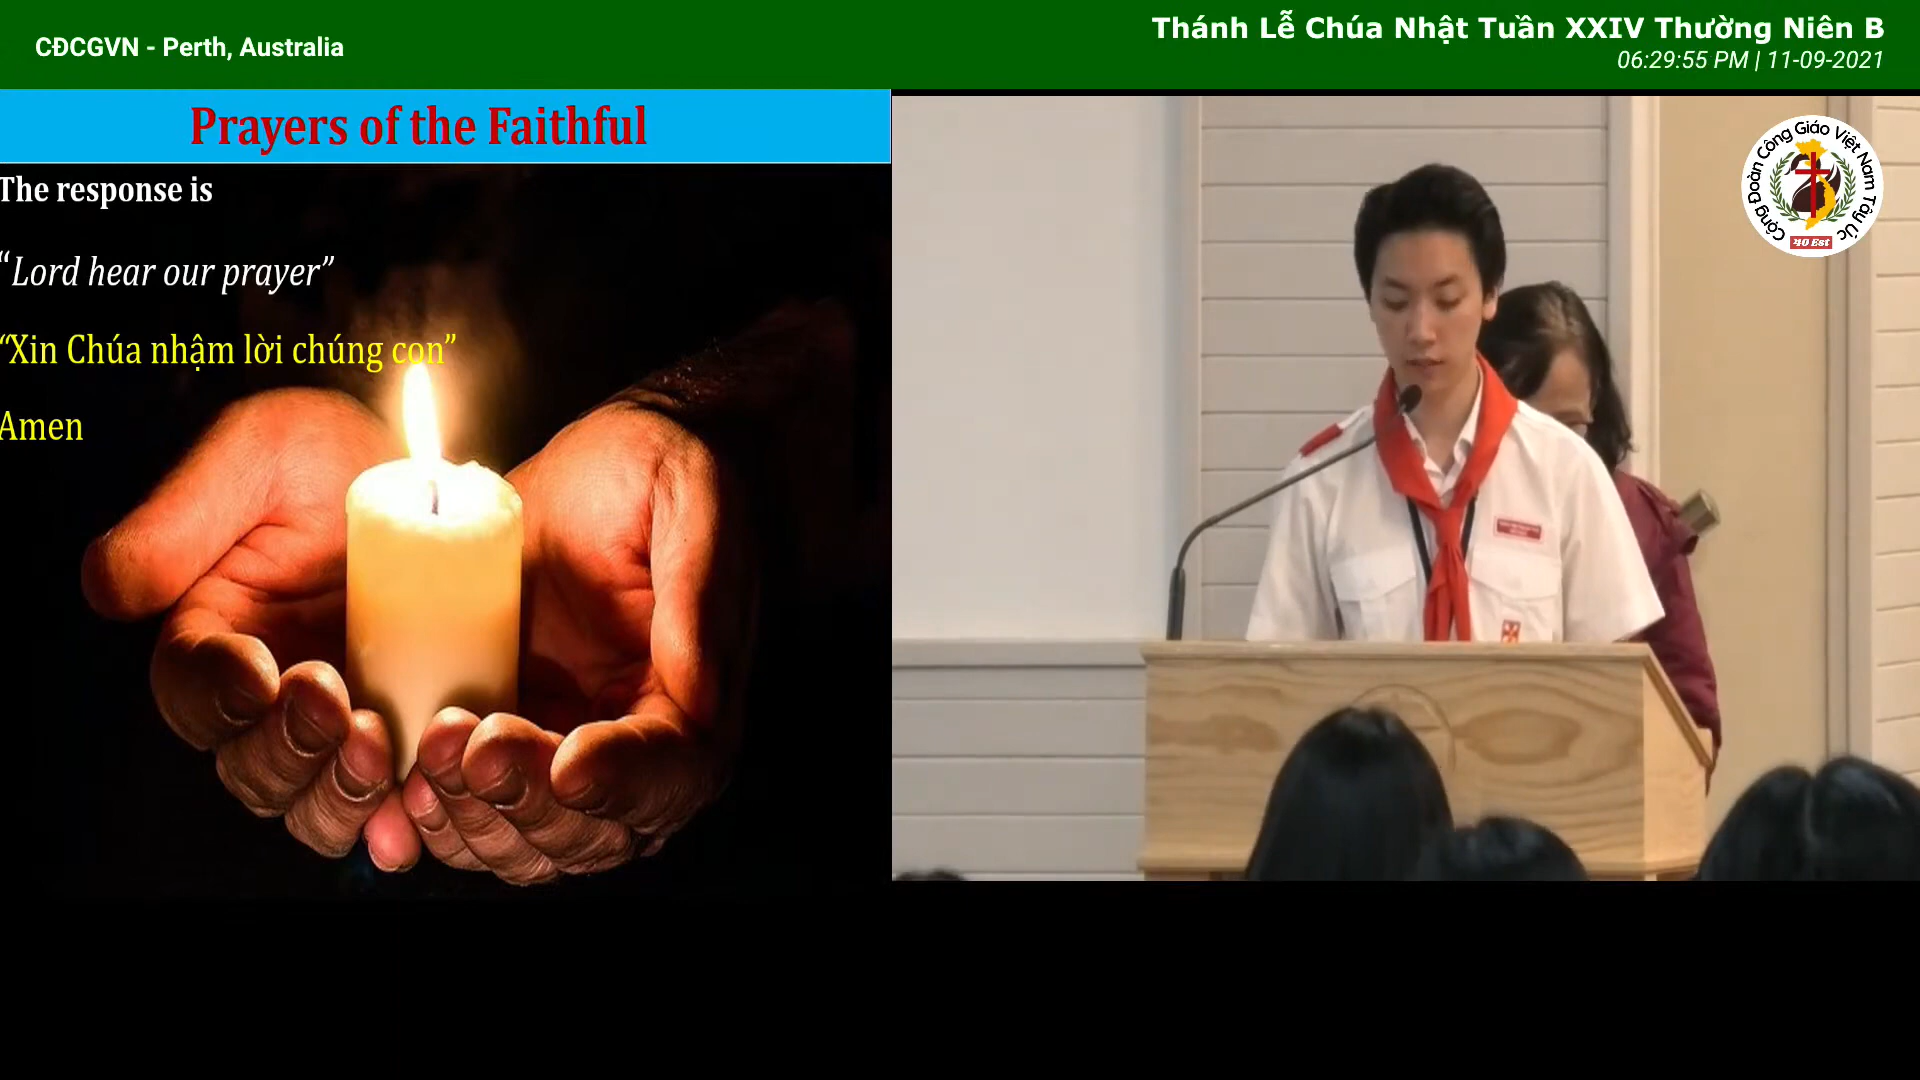 CĐCGVN - Perth, Australia
Thánh Lễ Chúa Nhật Tuần XXIV Thường Niên B
06:29:55 PM | 11-09-2021
Prayers of the Faithful
The response is
“Lord hear our prayer”
“Xin Chúa nhậm lời chúng con”
Amen
Cộng Đoàn Công Giáo Việt Nam Tây Úc
40 Est